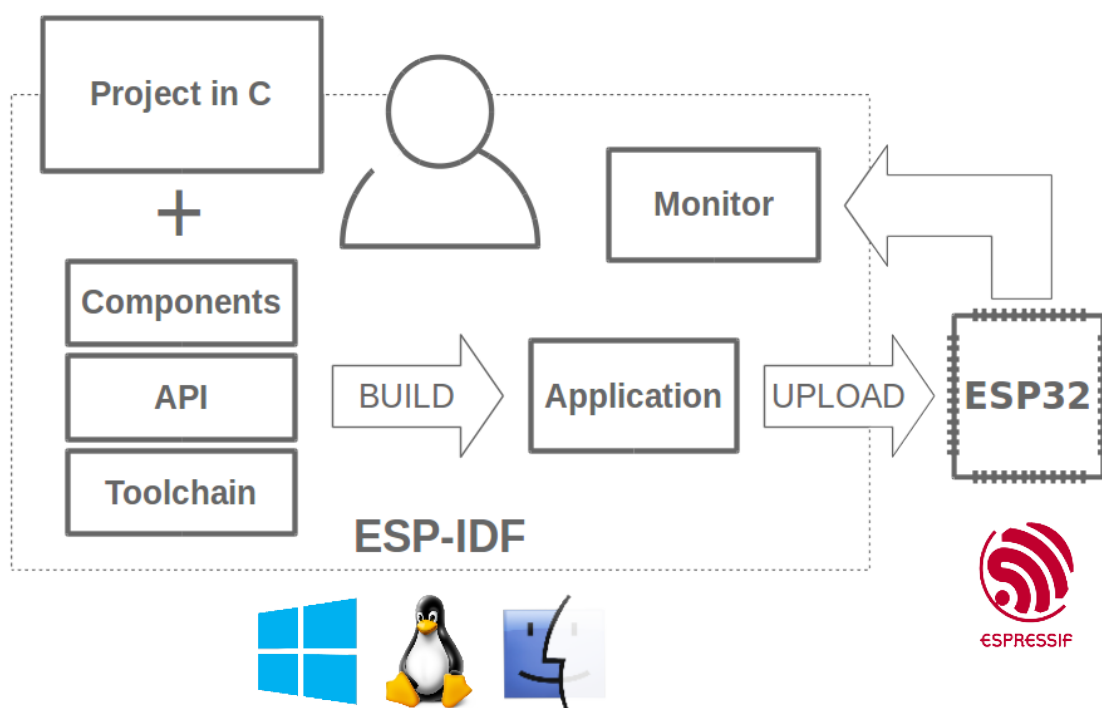 Project in C
+
Components
API
Toolchain
BUILD
Application
UPLOAD
Monitor
ESP32
ESP-IDF
ESPRESSIF